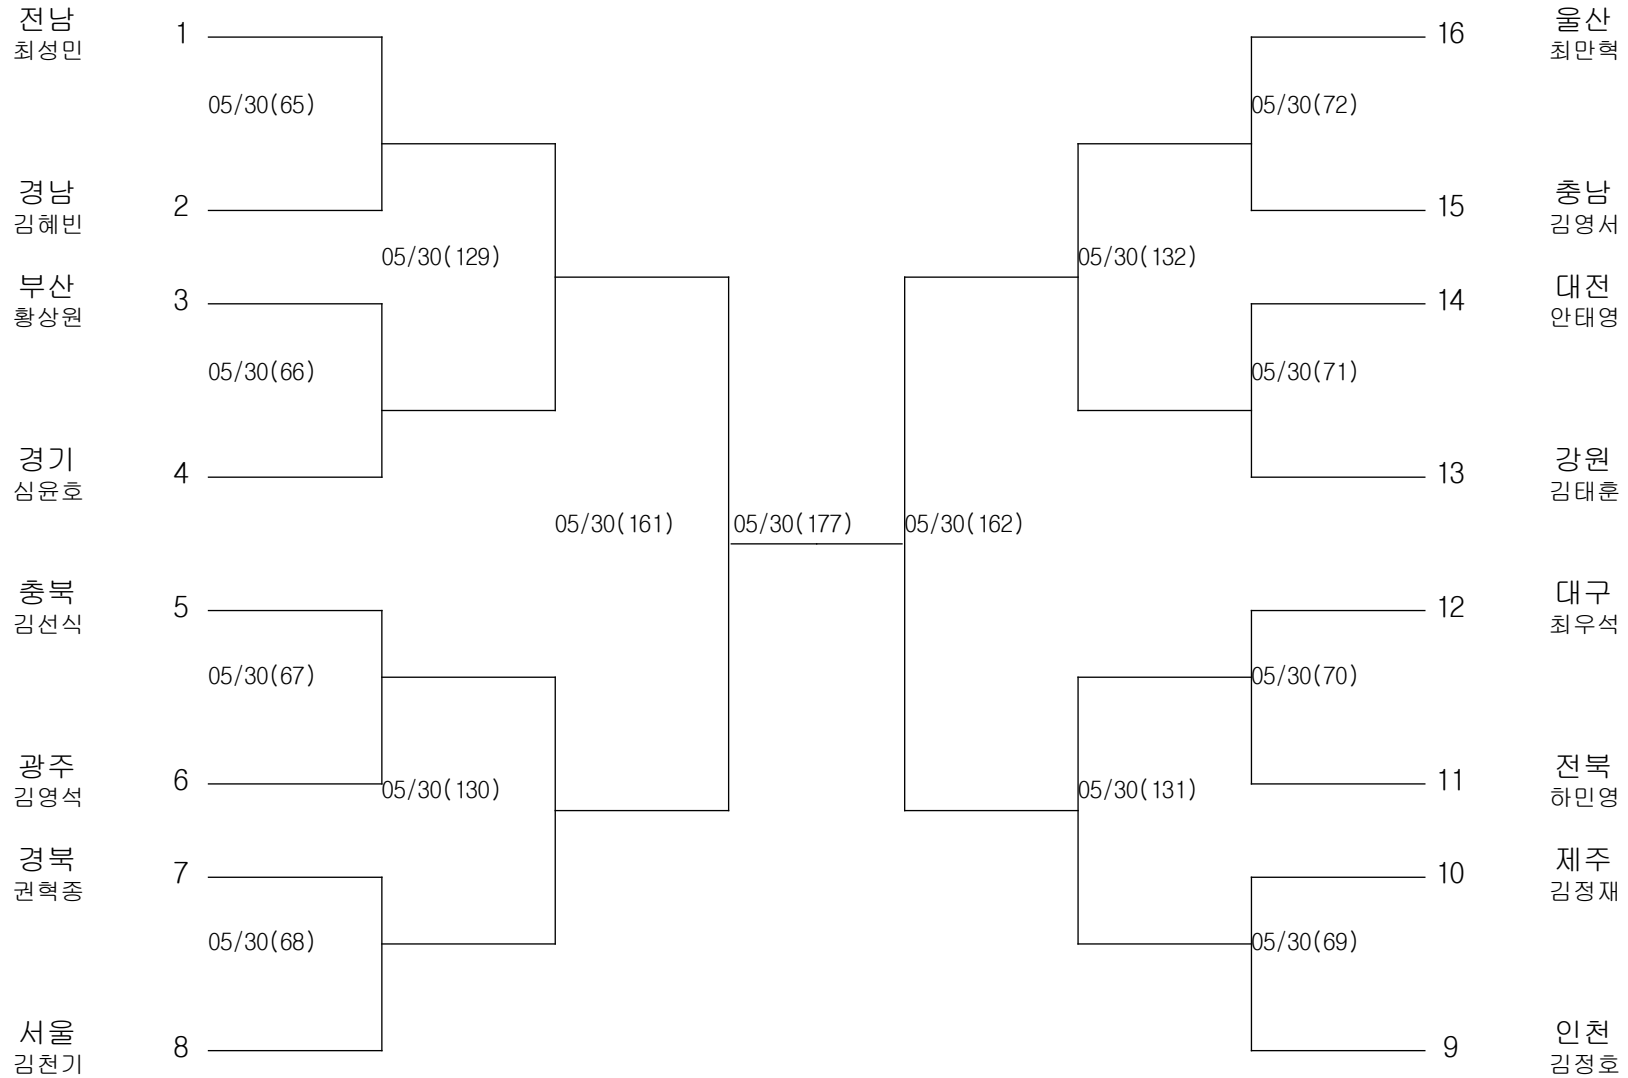 전남
최성민
1
05/30(65)
경남
김혜빈
2
05/30(129)
부산
황상원
3
05/30(66)
경기
심윤호
4
05/30(161)
충북
김선식
5
05/30(67)
광주
김영석
6
05/30(130)
경북
권혁종
7
05/30(68)
서울
김천기
8
05/30(177)
16
울산
최만혁
05/30(72)
15
충남
김영서
05/30(132)
14
대전
안태영
05/30(71)
13
강원
김태훈
05/30(162)
12
대구
최우석
05/30(70)
11
전북
하민영
05/30(131)
10
제주
김정재
05/30(69)
9
인천
김정호